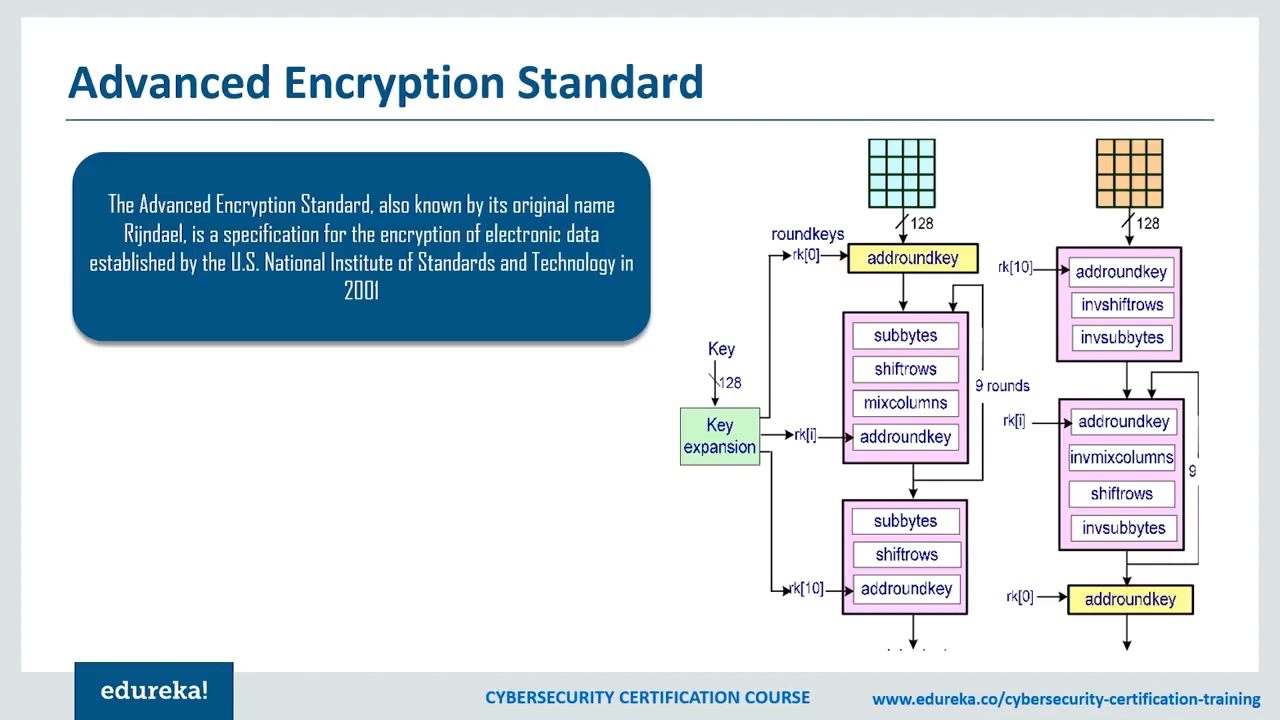 Advanced Encryption Standard
The Advanced Encryption Standard, also known by its original name
Rijndael, is a specification for the encryption of electronic data
established by the U.S. National Institute of Standards and Technology in
2001
Key
128
Key
expansion
roundkeys
rk[0]
rk[i]
rk[10]
128
addroundkey
subbytes
shiftrows
mixcolumns
addroundkey
9 rounds
subbytes
shiftrows
addroundkey
128
rk[10]
addroundkey
invshiftrows
invsubbytes
rk[i]
addroundkey
invmixcolumns
shiftrows
invsubbytes
9
rk[0]
addroundkey
edureka!
CYBERSECURITY CERTIFICATION COURSE
www.edureka.co/cybersecurity-certification-training